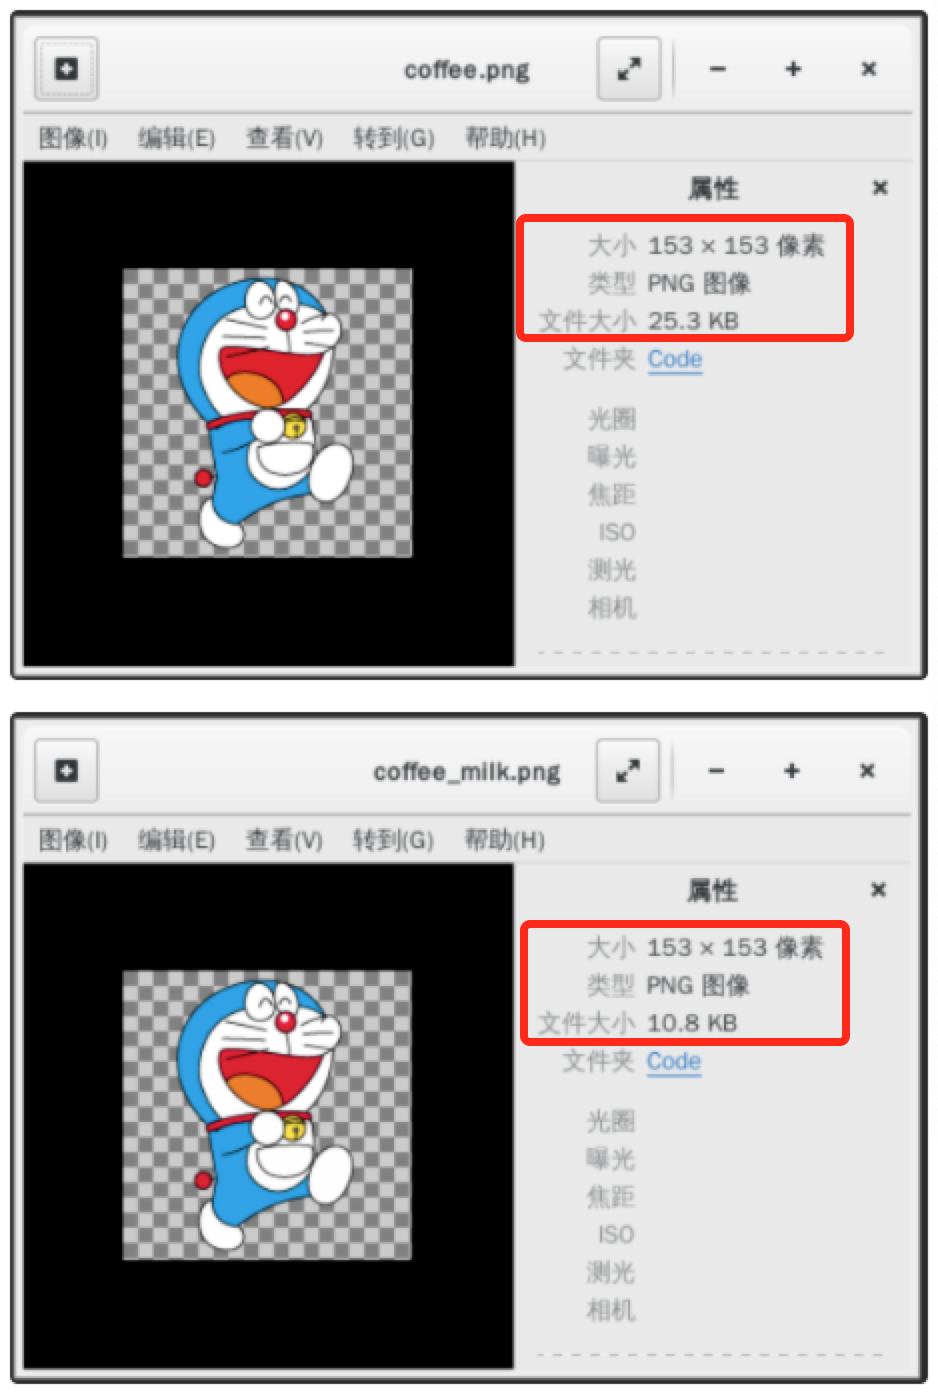 coffee.png
图像(I) 编辑(E) 查看(V) 转到(G) 帮助(H)
属性
大小 153 × 153 像素
类型 PNG 图像
文件大小 25.3 KB
文件夹 Code
光圈
曝光
焦距
ISO
测光
相机
coffee_milk.png
图像(I) 编辑(E) 查看(V) 转到(G) 帮助(H)
属性
大小 153 × 153 像素
类型 PNG 图像
文件大小 10.8 KB
文件夹 Code
光圈
曝光
焦距
ISO
测光
相机